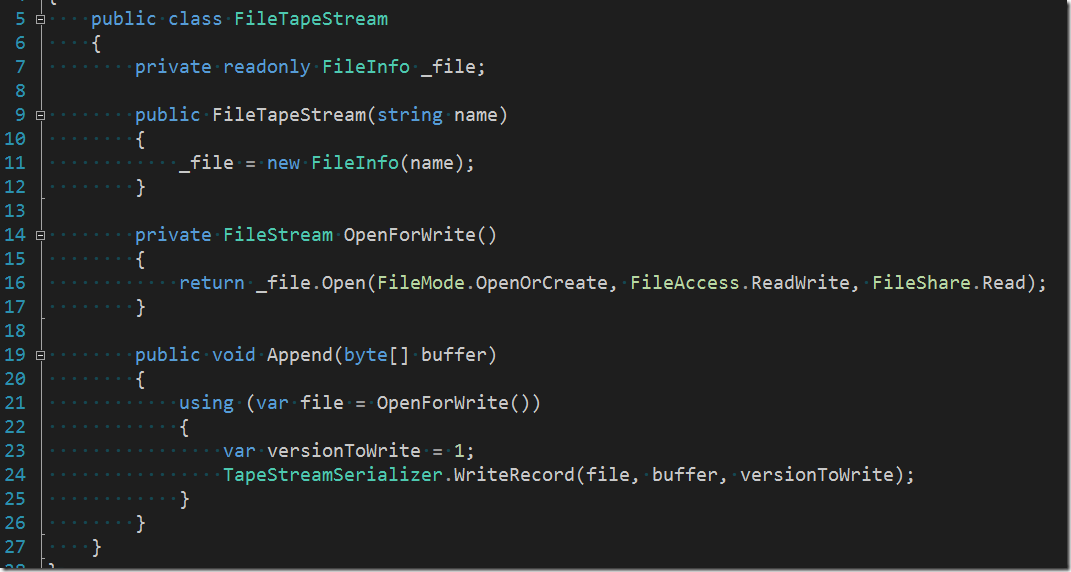 5 public class FileTapeStream
6 {
7 private readonly FileInfo _file;
8
9 public FileTapeStream(string name)
10 {
11 _file = new FileInfo(name);
12 }
13
14 private FileStream OpenForWrite()
15 {
16 return _file.Open(FileMode.OpenOrCreate, FileAccess.ReadWrite, FileShare.Read);
17 }
18
19 public void Append(byte[] buffer)
20 {
21 using (var file = OpenForWrite())
22 {
23 var versionToWrite = 1;
24 TapeStreamSerializer.WriteRecord(file, buffer, versionToWrite);
25 }
26 }
27 }